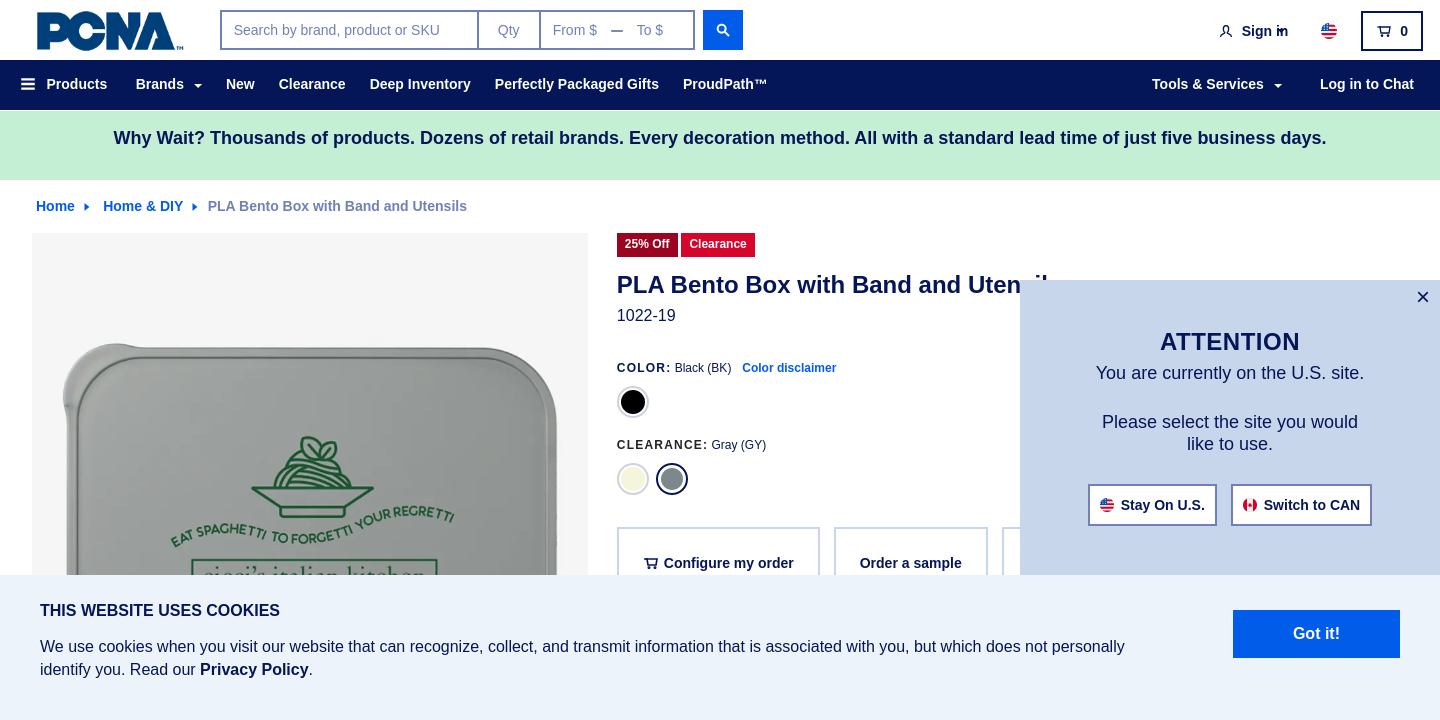 PCNA™
Search by brand, product or SKU
Qty
From $ — To $
Sign in
0
Products
Brands
New
Clearance
Deep Inventory
Perfectly Packaged Gifts
ProudPath™
Tools & Services
Log in to Chat
Why Wait? Thousands of products. Dozens of retail brands. Every decoration method. All with a standard lead time of just five business days.
Home
Home & DIY
PLA Bento Box with Band and Utensils
25% Off
Clearance
PLA Bento Box with Band and Utensil
1022-19
COLOR: Black (BK) Color disclaimer
CLEARANCE: Gray (GY)
Configure my order
Order a sample
EAT SPAGHETTI TO FORGETTI YOUR REGRETTI
×
ATTENTION
You are currently on the U.S. site.
Please select the site you would
like to use.
Stay On U.S.
Switch to CAN
THIS WEBSITE USES COOKIES
We use cookies when you visit our website that can recognize, collect, and transmit information that is associated with you, but which does not personally
identify you. Read our Privacy Policy.
Got it!